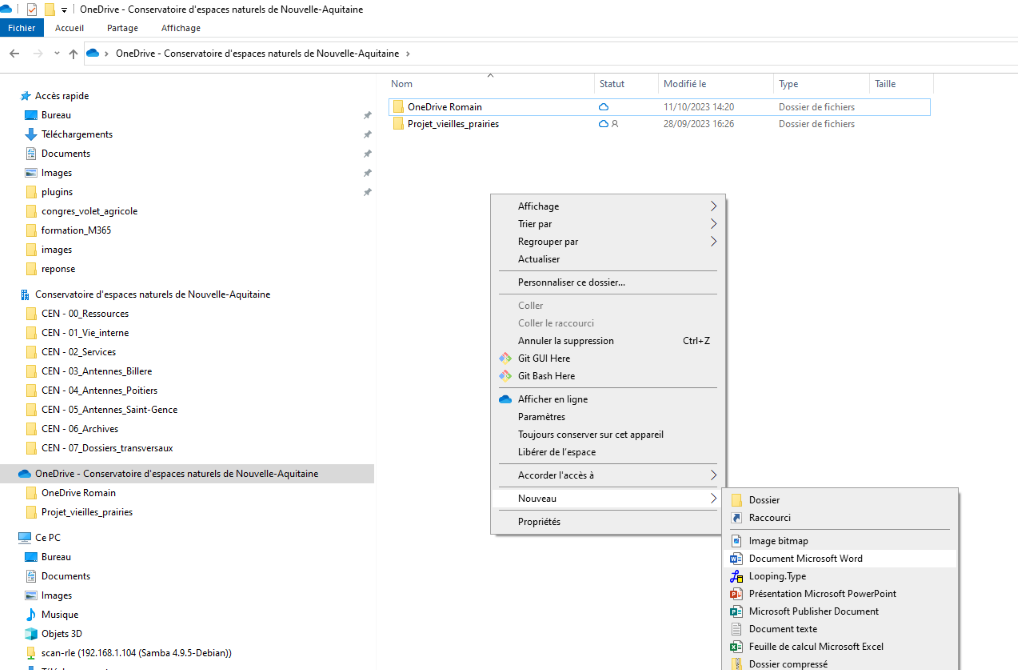 OneDrive - Conservatoire d'espaces naturels de Nouvelle-Aquitaine
Fichier Accueil Partage Affichage
OneDrive - Conservatoire d'espaces naturels de Nouvelle-Aquitaine
Nom Statut Modifié le Type Taille
OneDrive Romain 11/10/2023 14:20 Dossier de fichiers
Projet_vieilles_prairies 28/09/2023 16:26 Dossier de fichiers
Accès rapide
Bureau
Téléchargements
Documents
Images
plugins
congres_volet_agricole
formation_M365
images
reponse
Conservatoire d'espaces naturels de Nouvelle-Aquitaine
CEN - 00_Ressources
CEN - 01_Vie_interne
CEN - 02_Services
CEN - 03_Antennes_Billere
CEN - 04_Antennes_Poitiers
CEN - 05_Antennes_Saint-Gence
CEN - 06_Archives
CEN - 07_Dossiers_transversaux
OneDrive - Conservatoire d'espaces naturels de Nouvelle-Aquitaine
OneDrive Romain
Projet_vieilles_prairies
Ce PC
Bureau
Documents
Images
Musique
Objets 3D
scan-rle (192.168.1.104 (Samba 4.9.5-Debian))
Affichage
Trier par
Regrouper par
Actualiser
Personnaliser ce dossier...
Coller
Coller le raccourci
Annuler la suppression Ctrl+Z
Git GUI Here
Git Bash Here
Afficher en ligne
Paramètres
Toujours conserver sur cet appareil
Libérer de l'espace
Accorder l'accès à
Nouveau
Propriétés
Dossier
Raccourci
Image bitmap
Document Microsoft Word
Looping.Type
Présentation Microsoft PowerPoint
Microsoft Publisher Document
Document texte
Feuille de calcul Microsoft Excel
Dossier compressé